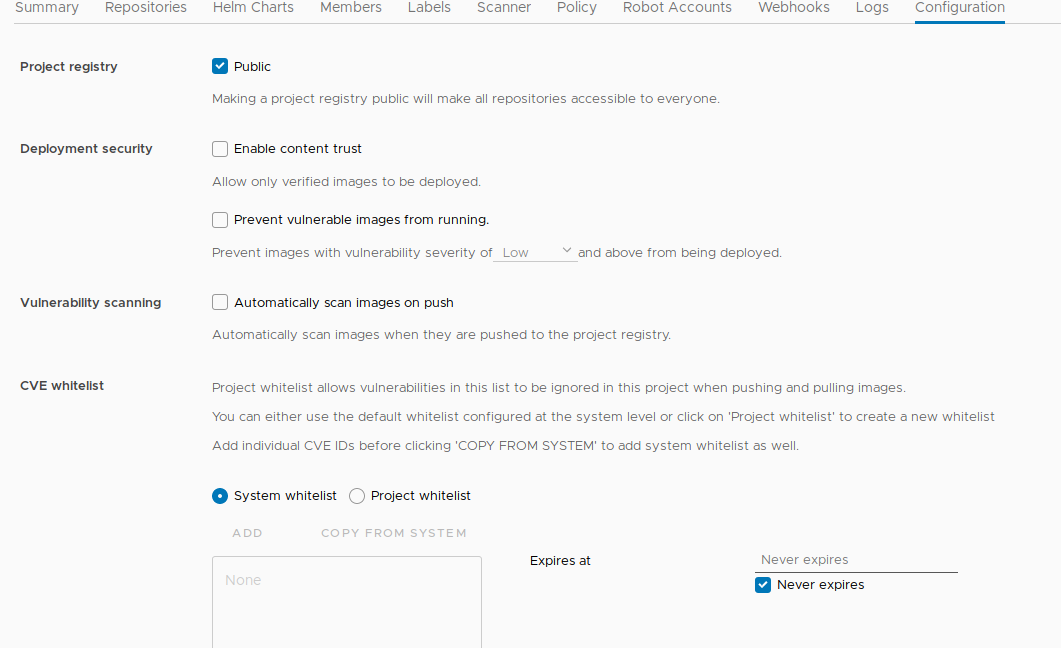 Summary Repositories Helm Charts Members Labels Scanner Policy Robot Accounts Webhooks Logs Configuration
Project registry Public
Making a project registry public will make all repositories accessible to everyone.
Deployment security Enable content trust
Allow only verified images to be deployed.
Prevent vulnerable images from running.
Prevent images with vulnerability severity of Low and above from being deployed.
Vulnerability scanning Automatically scan images on push
Automatically scan images when they are pushed to the project registry.
CVE whitelist Project whitelist allows vulnerabilities in this list to be ignored in this project when pushing and pulling images.
You can either use the default whitelist configured at the system level or click on 'Project whitelist' to create a new whitelist
Add individual CVE IDs before clicking 'COPY FROM SYSTEM' to add system whitelist as well.
System whitelist Project whitelist
ADD COPY FROM SYSTEM
Expires at Never expires
None Never expires